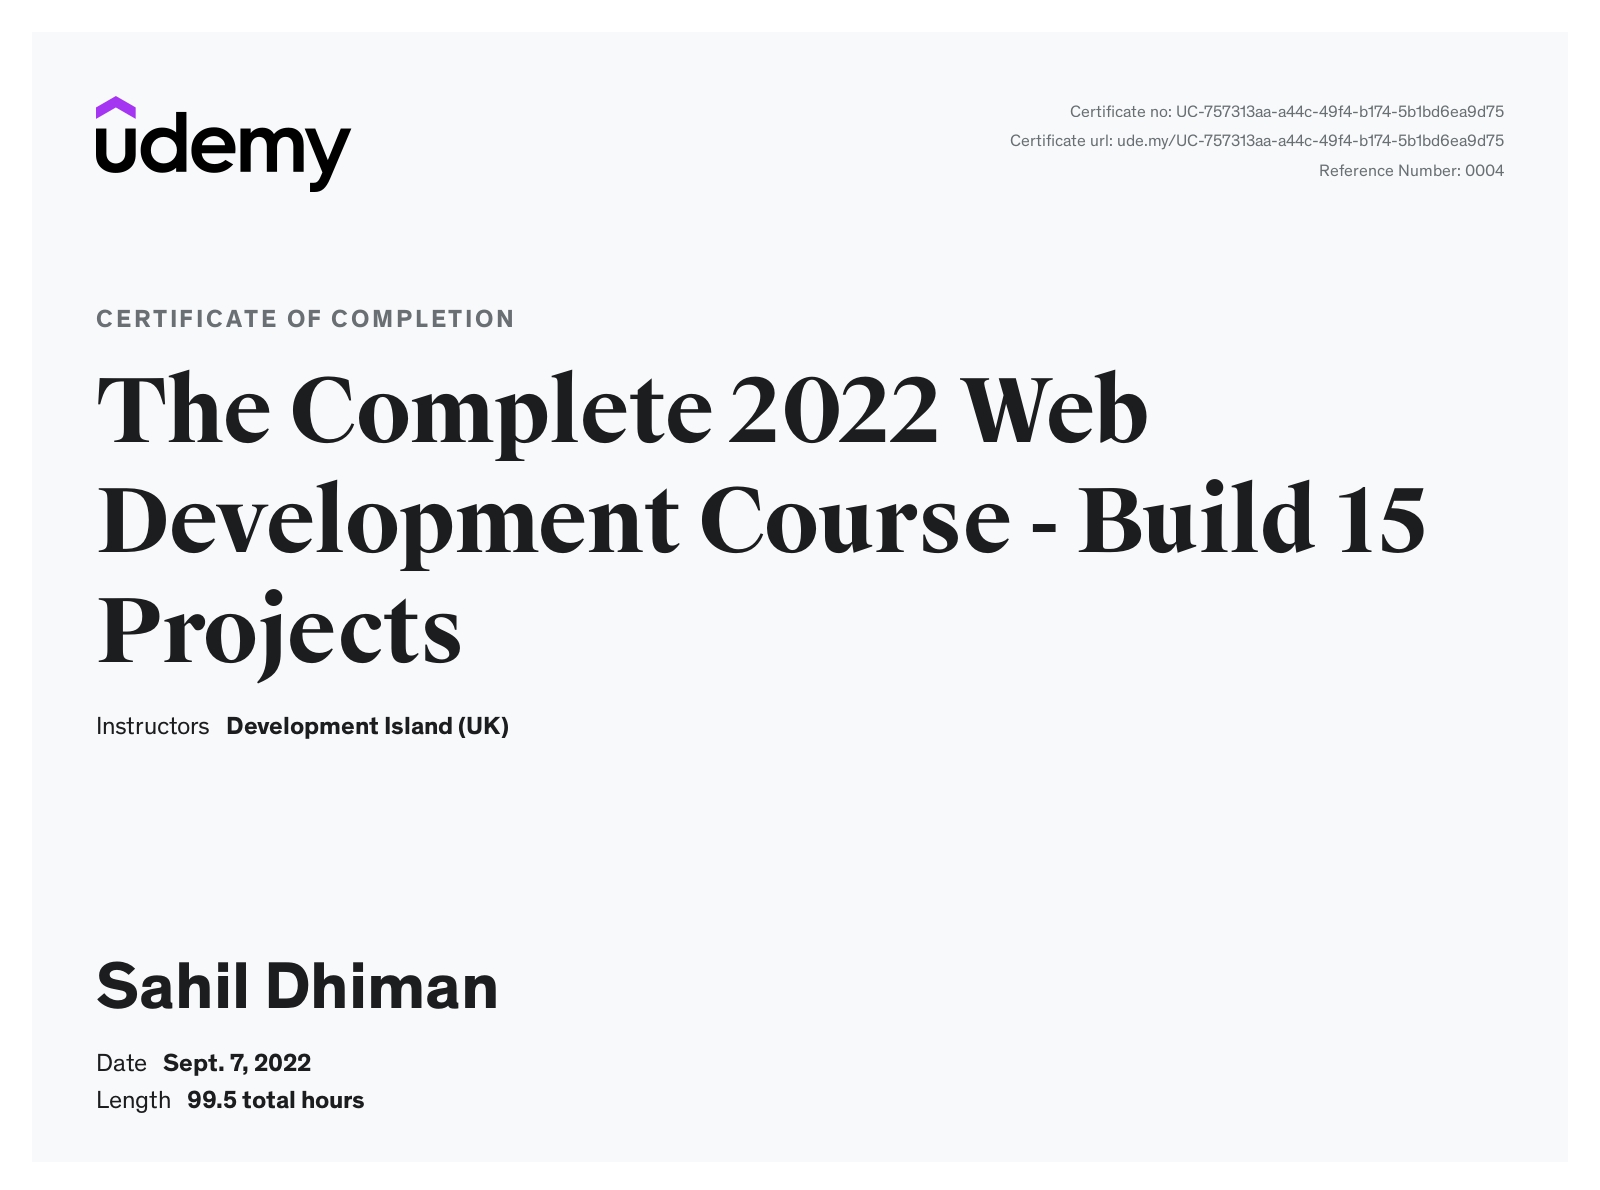 udemy
Certificate no: UC-757313aa-a44c-49f4-b174-5b1bd6ea9d75
Certificate url: ude.my/UC-757313aa-a44c-49f4-b174-5b1bd6ea9d75
Reference Number: 0004
CERTIFICATE OF COMPLETION
The Complete 2022 Web
Development Course - Build 15
Projects
Instructors Development Island (UK)
Sahil Dhiman
Date Sept. 7, 2022
Length 99.5 total hours